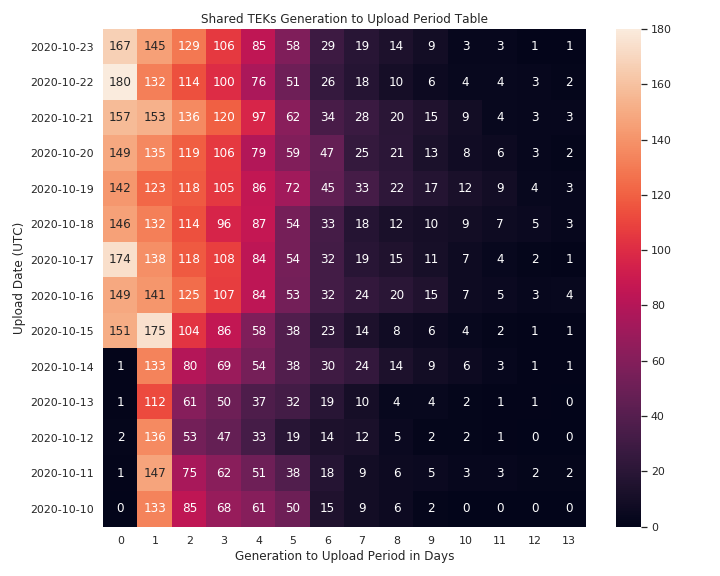 Shared TEKs Generation to Upload Period Table
Upload Date (UTC)
2020-10-23 167 145 129 106 85 58 29 19 14 9 3 3 1 1
2020-10-22 180 132 114 100 76 51 26 18 10 6 4 4 3 2
2020-10-21 157 153 136 120 97 62 34 28 20 15 9 4 3 3
2020-10-20 149 135 119 106 79 59 47 25 21 13 8 6 3 2
2020-10-19 142 123 118 105 86 72 45 33 22 17 12 9 4 3
2020-10-18 146 132 114 96 87 54 33 18 12 10 9 7 5 3
2020-10-17 174 138 118 108 84 54 32 19 15 11 7 4 2 1
2020-10-16 149 141 125 107 84 53 32 24 20 15 7 5 3 4
2020-10-15 151 175 104 86 58 38 23 14 8 6 4 2 1 1
2020-10-14 1 133 80 69 54 38 30 24 14 9 6 3 1 1
2020-10-13 1 112 61 50 37 32 19 10 4 4 2 1 1 0
2020-10-12 2 136 53 47 33 19 14 12 5 2 2 1 0 0
2020-10-11 1 147 75 62 51 38 18 9 6 5 3 3 2 2
2020-10-10 0 133 85 68 61 50 15 9 6 2 0 0 0 0
0 1 2 3 4 5 6 7 8 9 10 11 12 13
Generation to Upload Period in Days
180
160
140
120
100
80
60
40
20
0